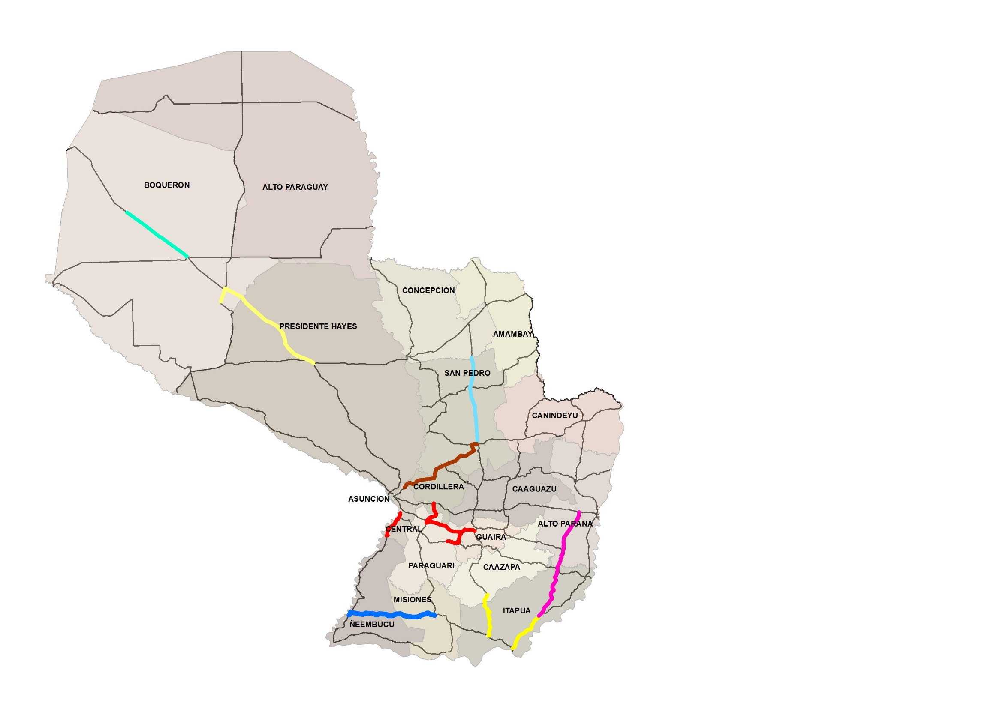 BOQUERON
ALTO PARAGUAY
CONCEPCION
PRESIDENTE HAYES
AMAMBAY
SAN PEDRO
CANINDEYU
CORDILLERA
CAAGUAZU
ASUNCION
ALTO PARANA
CENTRAL
GUAIRA
PARAGUARI
CAAZAPA
MISIONES
ITAPUA
ÑEEMBUCU